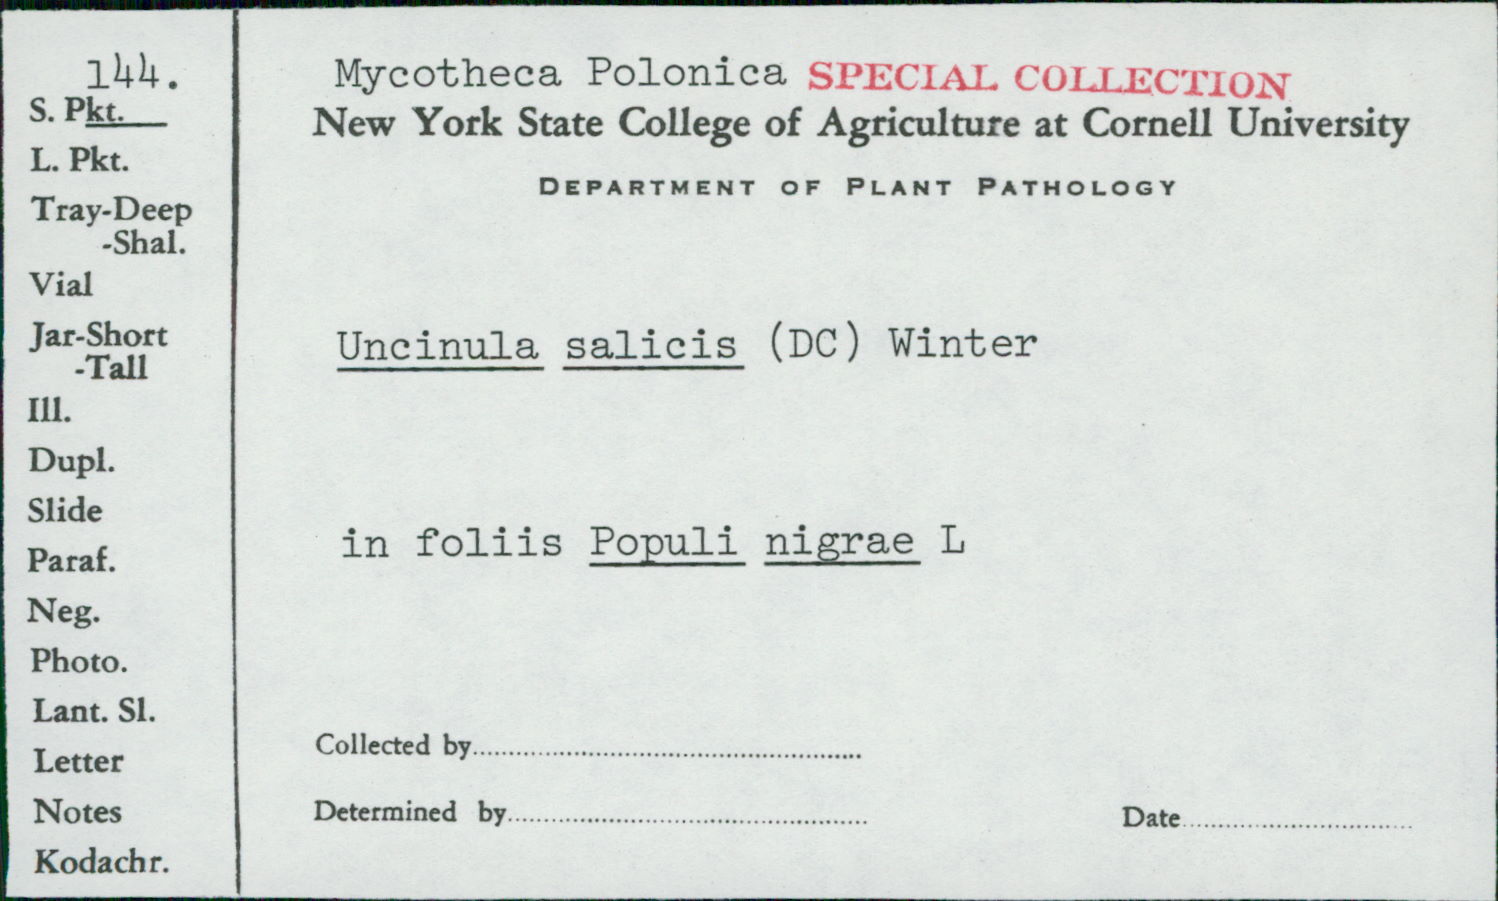 144.
S. Pkt.
L. Pkt.
Tray-Deep
-Shal.
Vial
Jar-Short
-Tall
Ill.
Dupl.
Slide
Paraf.
Neg.
Photo.
Lant. Sl.
Letter
Notes
Kodachr.
Mycotheca Polonica SPECIAL COLLECTION
New York State College of Agriculture at Cornell University
DEPARTMENT OF PLANT PATHOLOGY
Uncinula salicis (DC) Winter
in foliis Populi nigrae L
Collected by
Determined by
Date